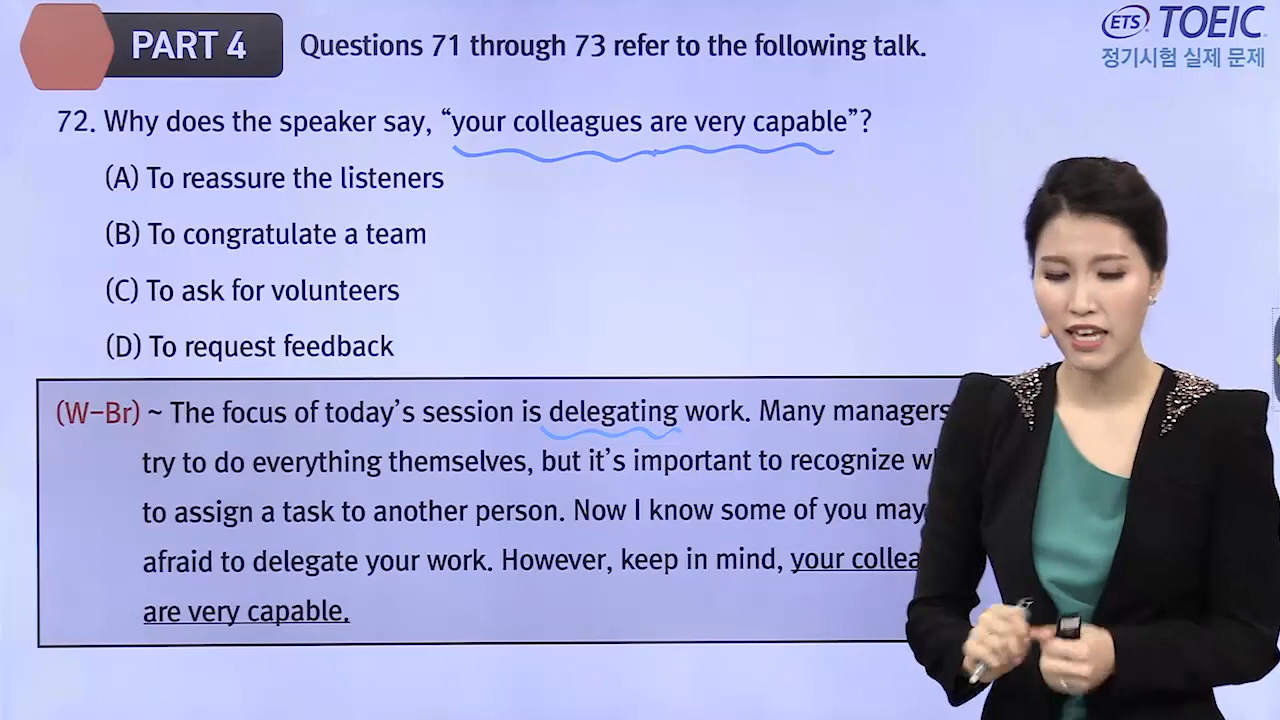 PART 4
Questions 71 through 73 refer to the following talk.
ETS TOEIC
정기시험 실제 문제
72. Why does the speaker say, “your colleagues are very capable”?
(A) To reassure the listeners
(B) To congratulate a team
(C) To ask for volunteers
(D) To request feedback
(W-Br) ~ The focus of today’s session is delegating work. Many managers
try to do everything themselves, but it’s important to recognize
to assign a task to another person. Now I know some of you may
afraid to delegate your work. However, keep in mind, your
are very capable.